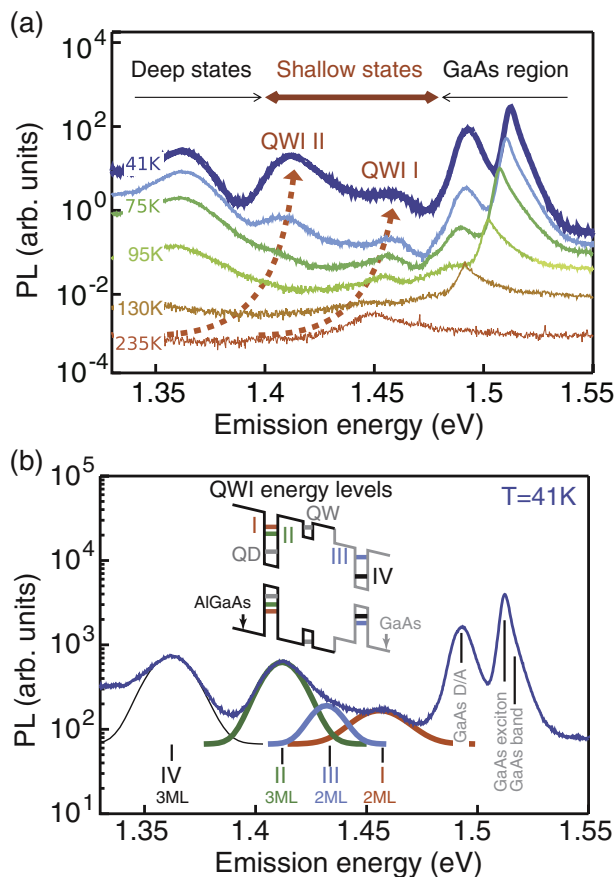 (a)
Deep states
Shallow states
GaAs region
QWI II
QWI I
41K
75K
95K
130K
235K
10^4
10^2
10^0
10^-2
10^-4
PL (arb. units)
1.35
1.4
1.45
1.5
1.55
Emission energy (eV)
(b)
T=41K
QWI energy levels
I
II
QD
QW
III
IV
AlGaAs
GaAs
10^5
10^4
10^3
10^2
10^1
PL (arb. units)
GaAs D/A
GaAs exciton
GaAs band
IV
II
III
I
3ML
3ML
2ML
2ML
1.35
1.4
1.45
1.5
1.55
Emission energy (eV)